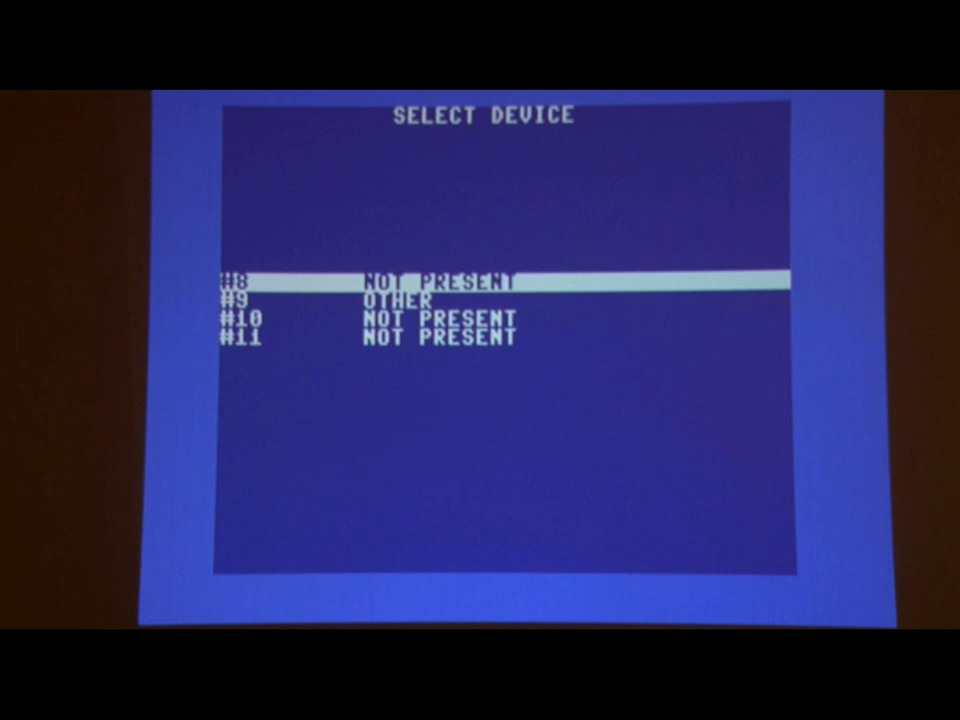 SELECT DEVICE
#8 NOT PRESENT
#9 OTHER
#10 NOT PRESENT
#11 NOT PRESENT